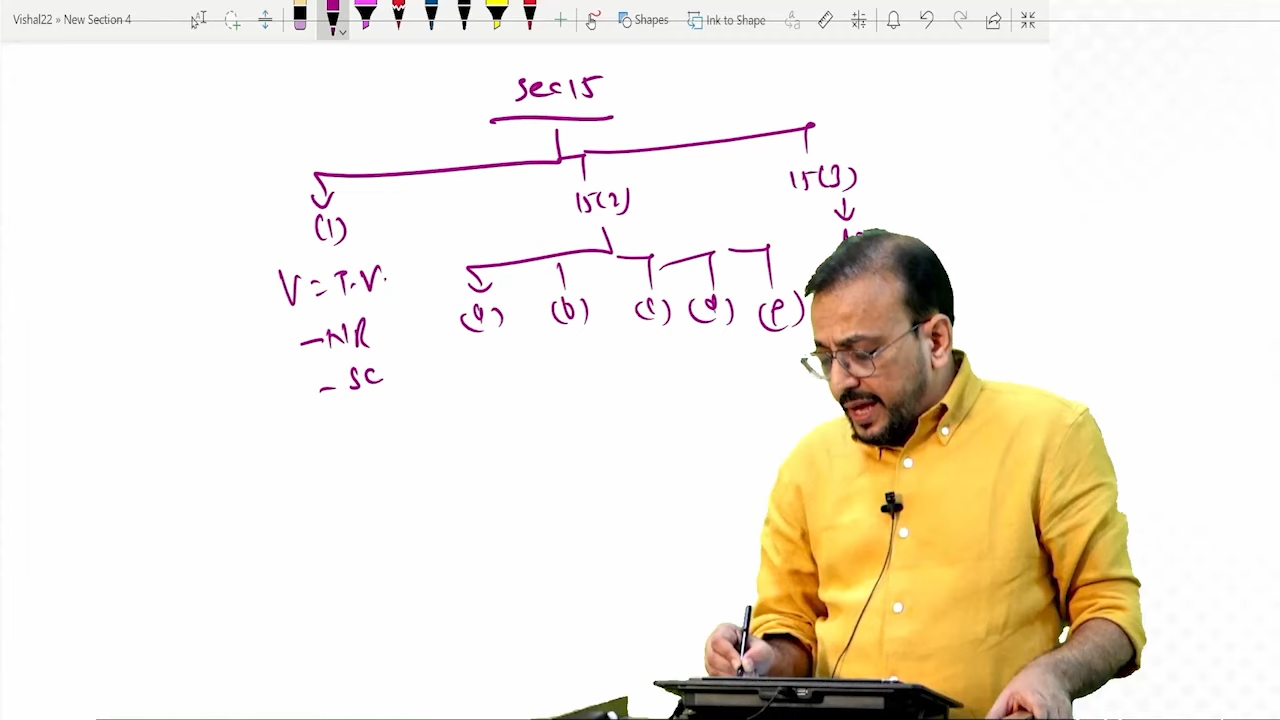 Vishal22 » New Section 4
Shapes
Ink to Shape
Sec 15
(1)
15(2)
15(3)
V = T.V.
(a) (b) (c) (d) (e)
- NR
- SC